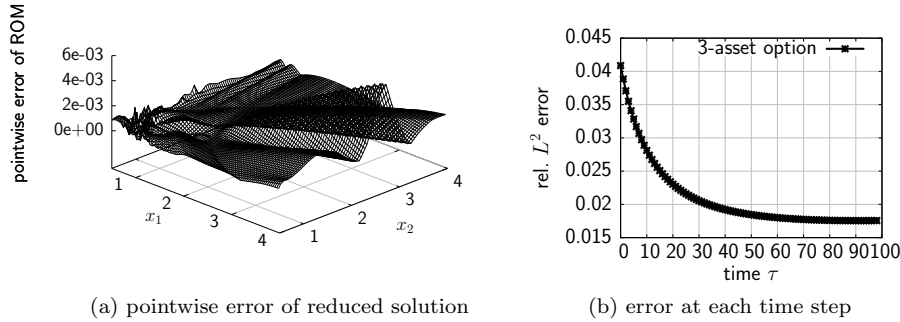 pointwise error of ROM
6e-03
4e-03
2e-03
0e+00
1
2
3
4
x₁
1
2
3
4
x₂
rel. L² error
0.045
0.04
0.035
0.03
0.025
0.02
0.015
3-asset option
0 10 20 30 40 50 60 70 80 90100
time τ
(a) pointwise error of reduced solution
(b) error at each time step